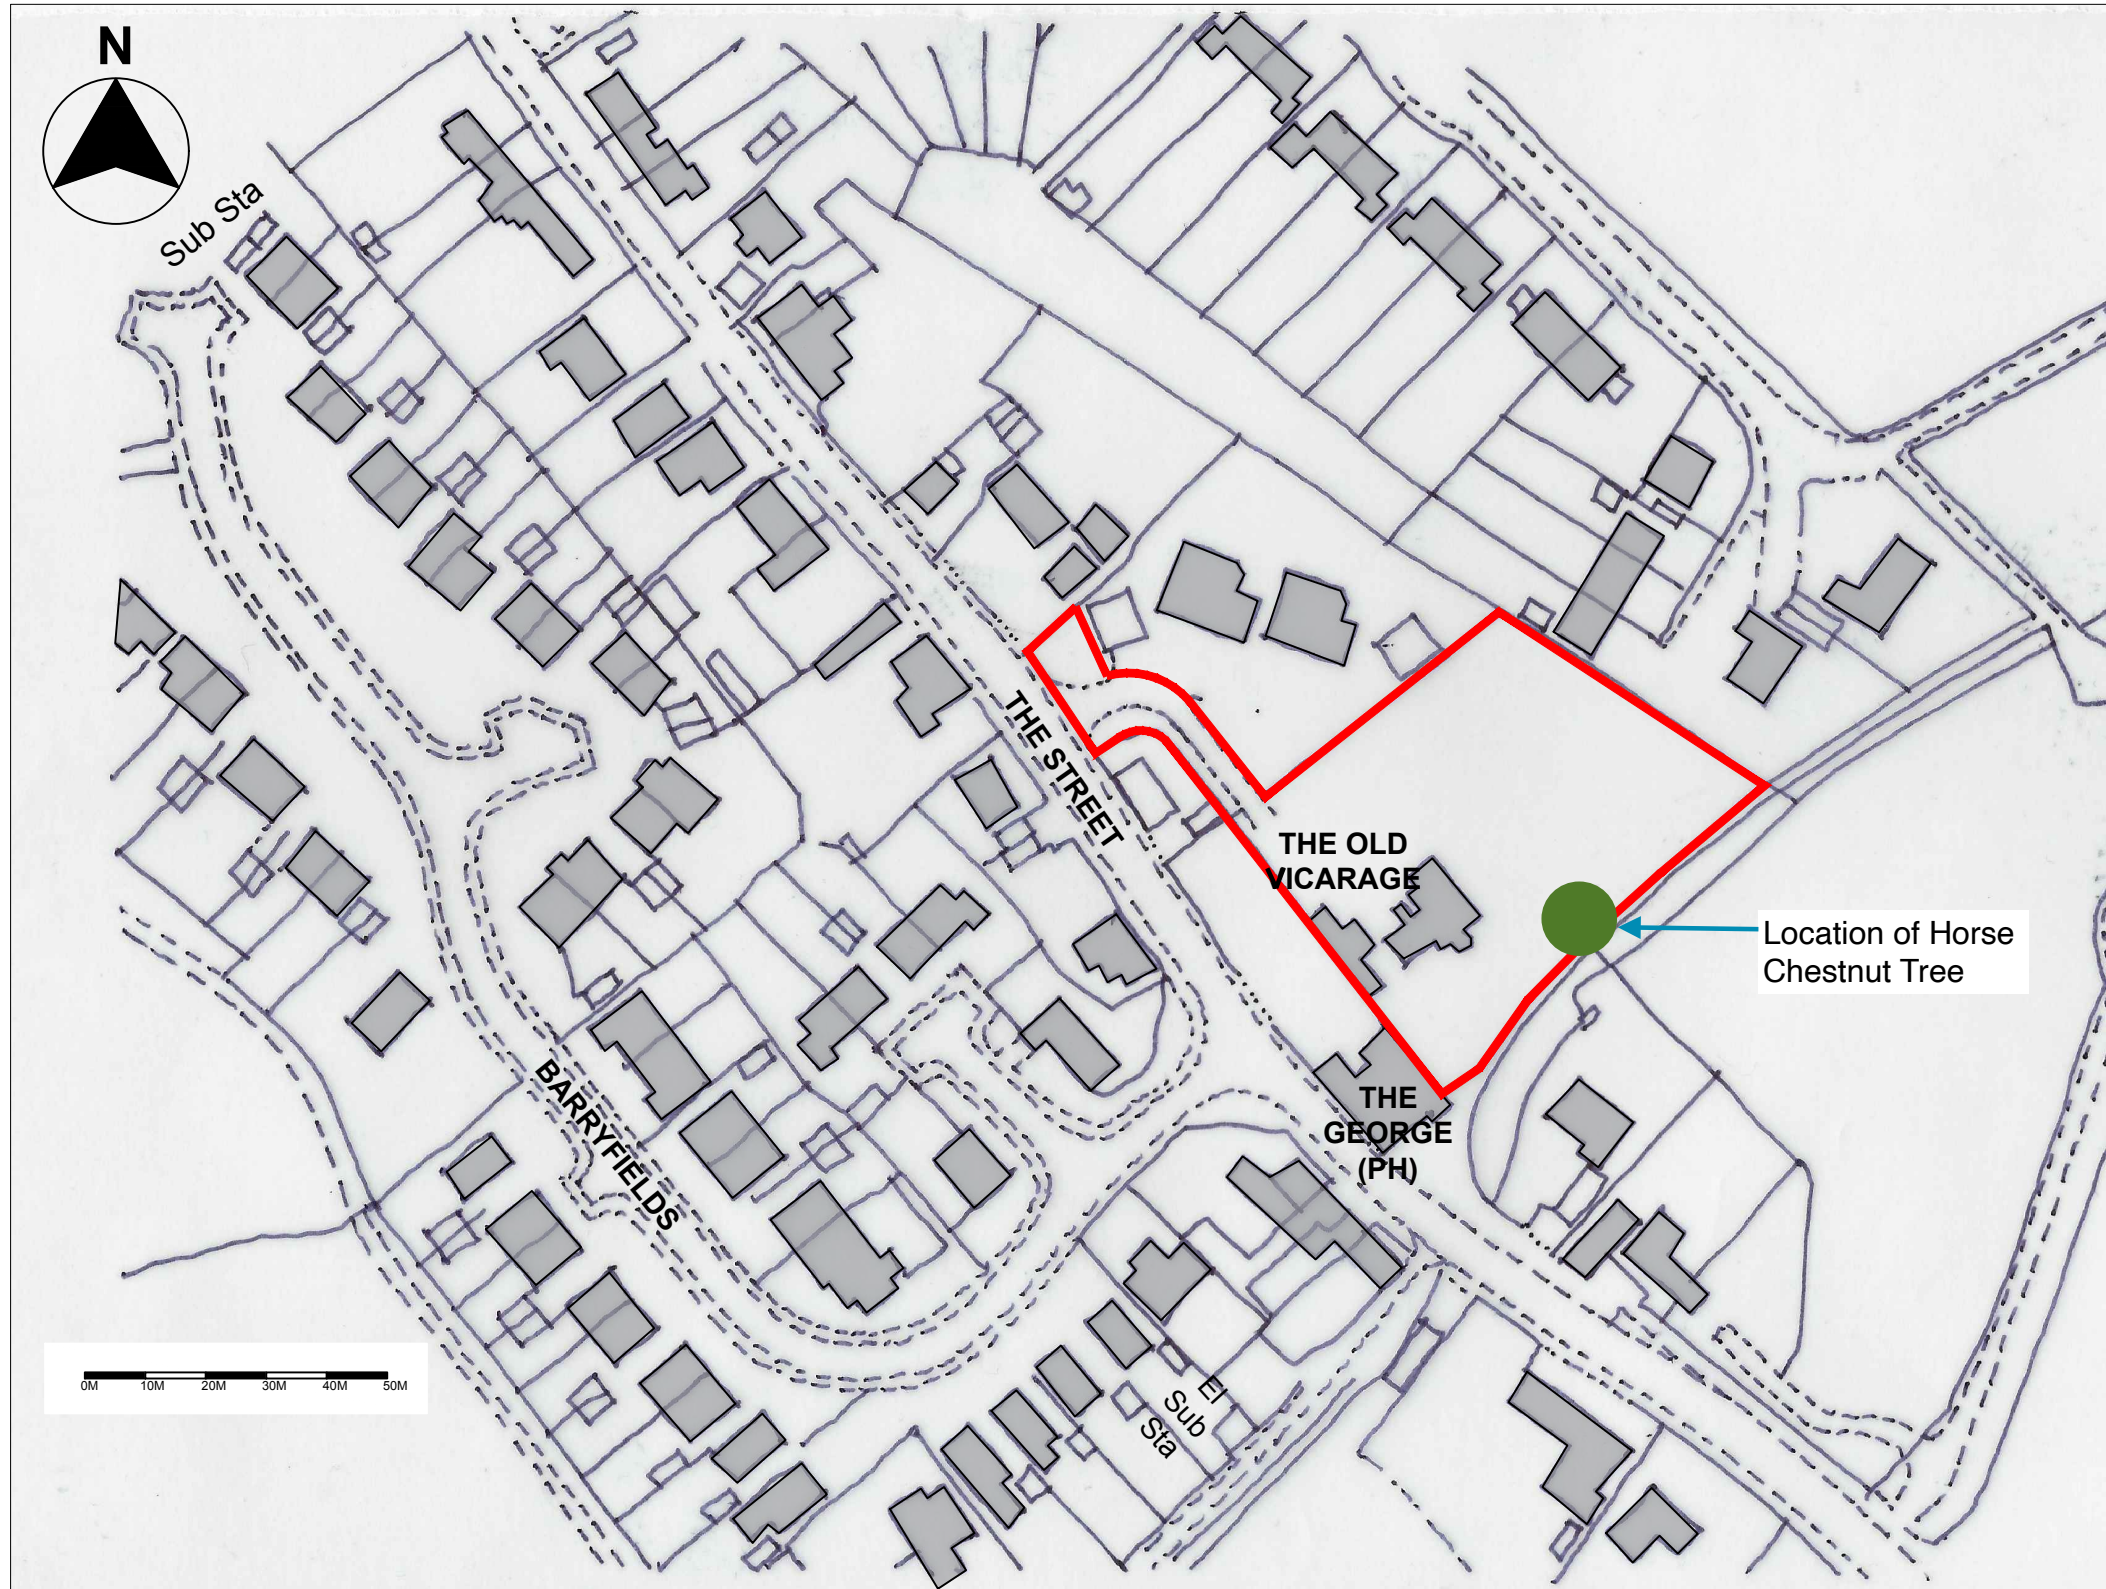 N
Sub Sta
THE STREET
THE OLD
VICARAGE
Location of Horse
Chestnut Tree
BARRYFIELDS
THE
GEORGE
(PH)
0M 10M 20M 30M 40M 50M
El
Sub
Sta